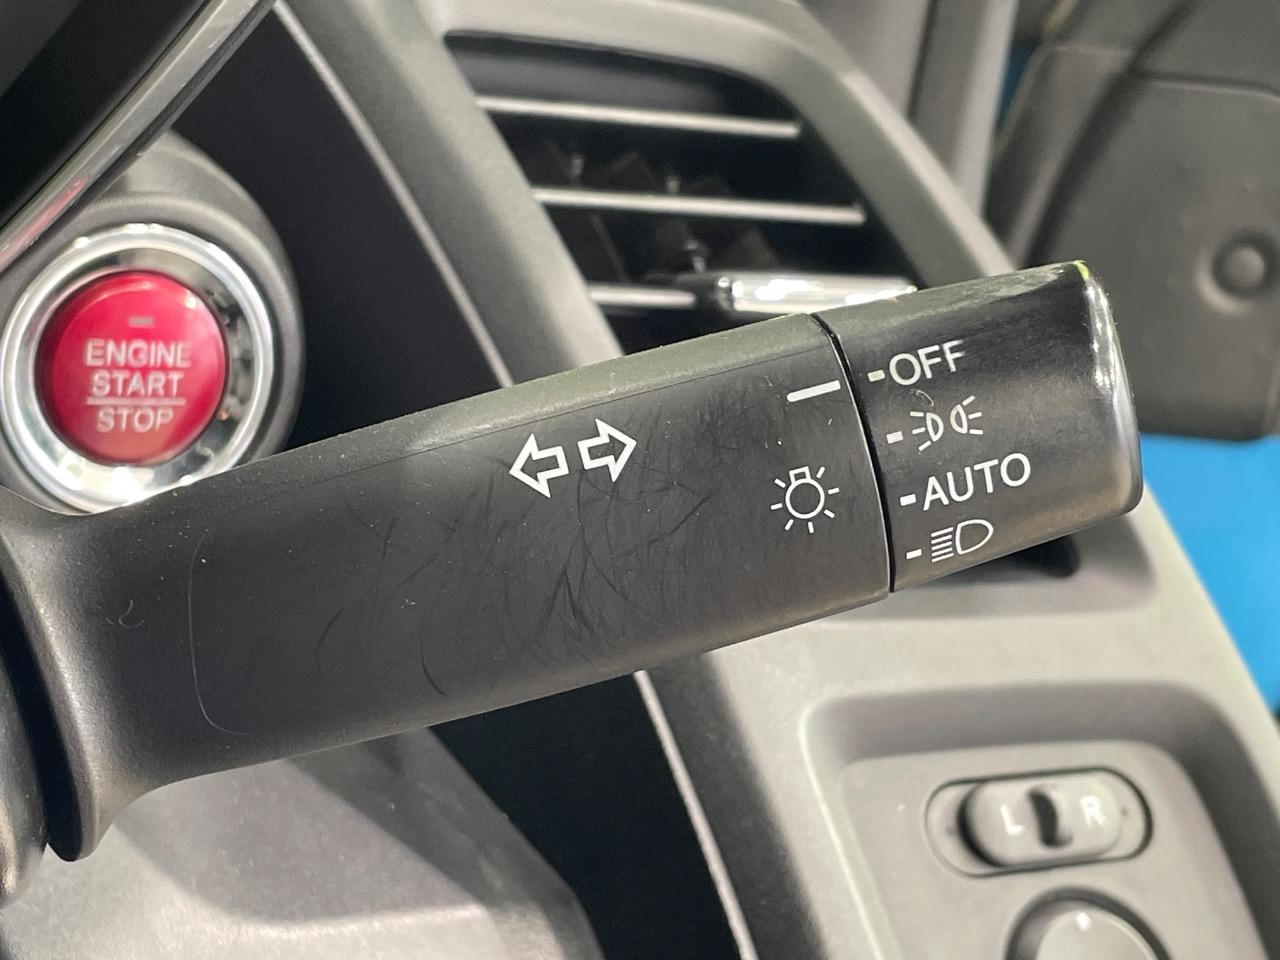 ENGINE
START
STOP
OFF
AUTO
L R